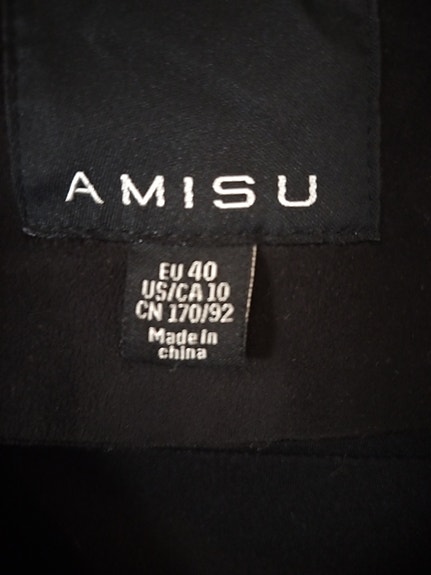 AMISU
EU 40
US/CA 10
CN 170/92
Made in
china